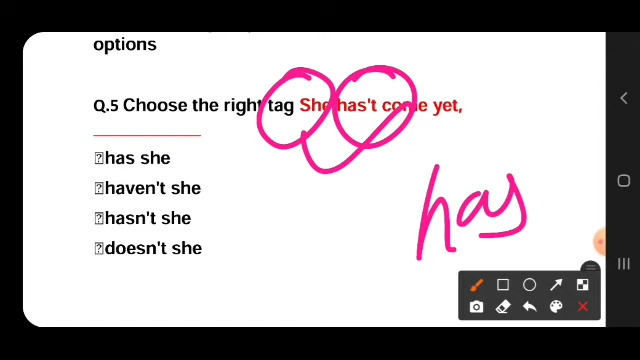 options
Q.5 Choose the right tag She has't come yet,
has she
haven't she
hasn't she
doesn't she
has